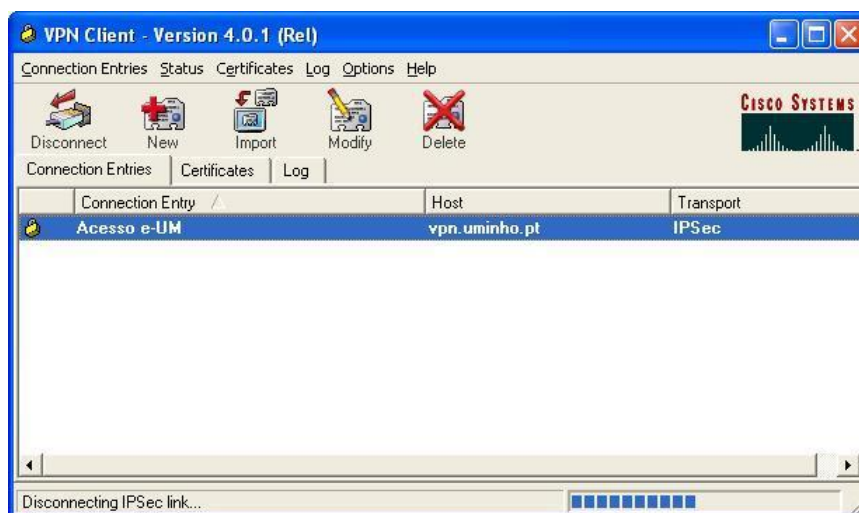 VPN Client - Version 4.0.1 (Rel)
Connection Entries Status Certificates Log Options Help
Disconnect New Import Modify Delete
CISCO SYSTEMS
Connection Entries Certificates Log
Connection Entry Host Transport
Acesso e-UM vpn.uminho.pt IPSec
Disconnecting IPSec link...